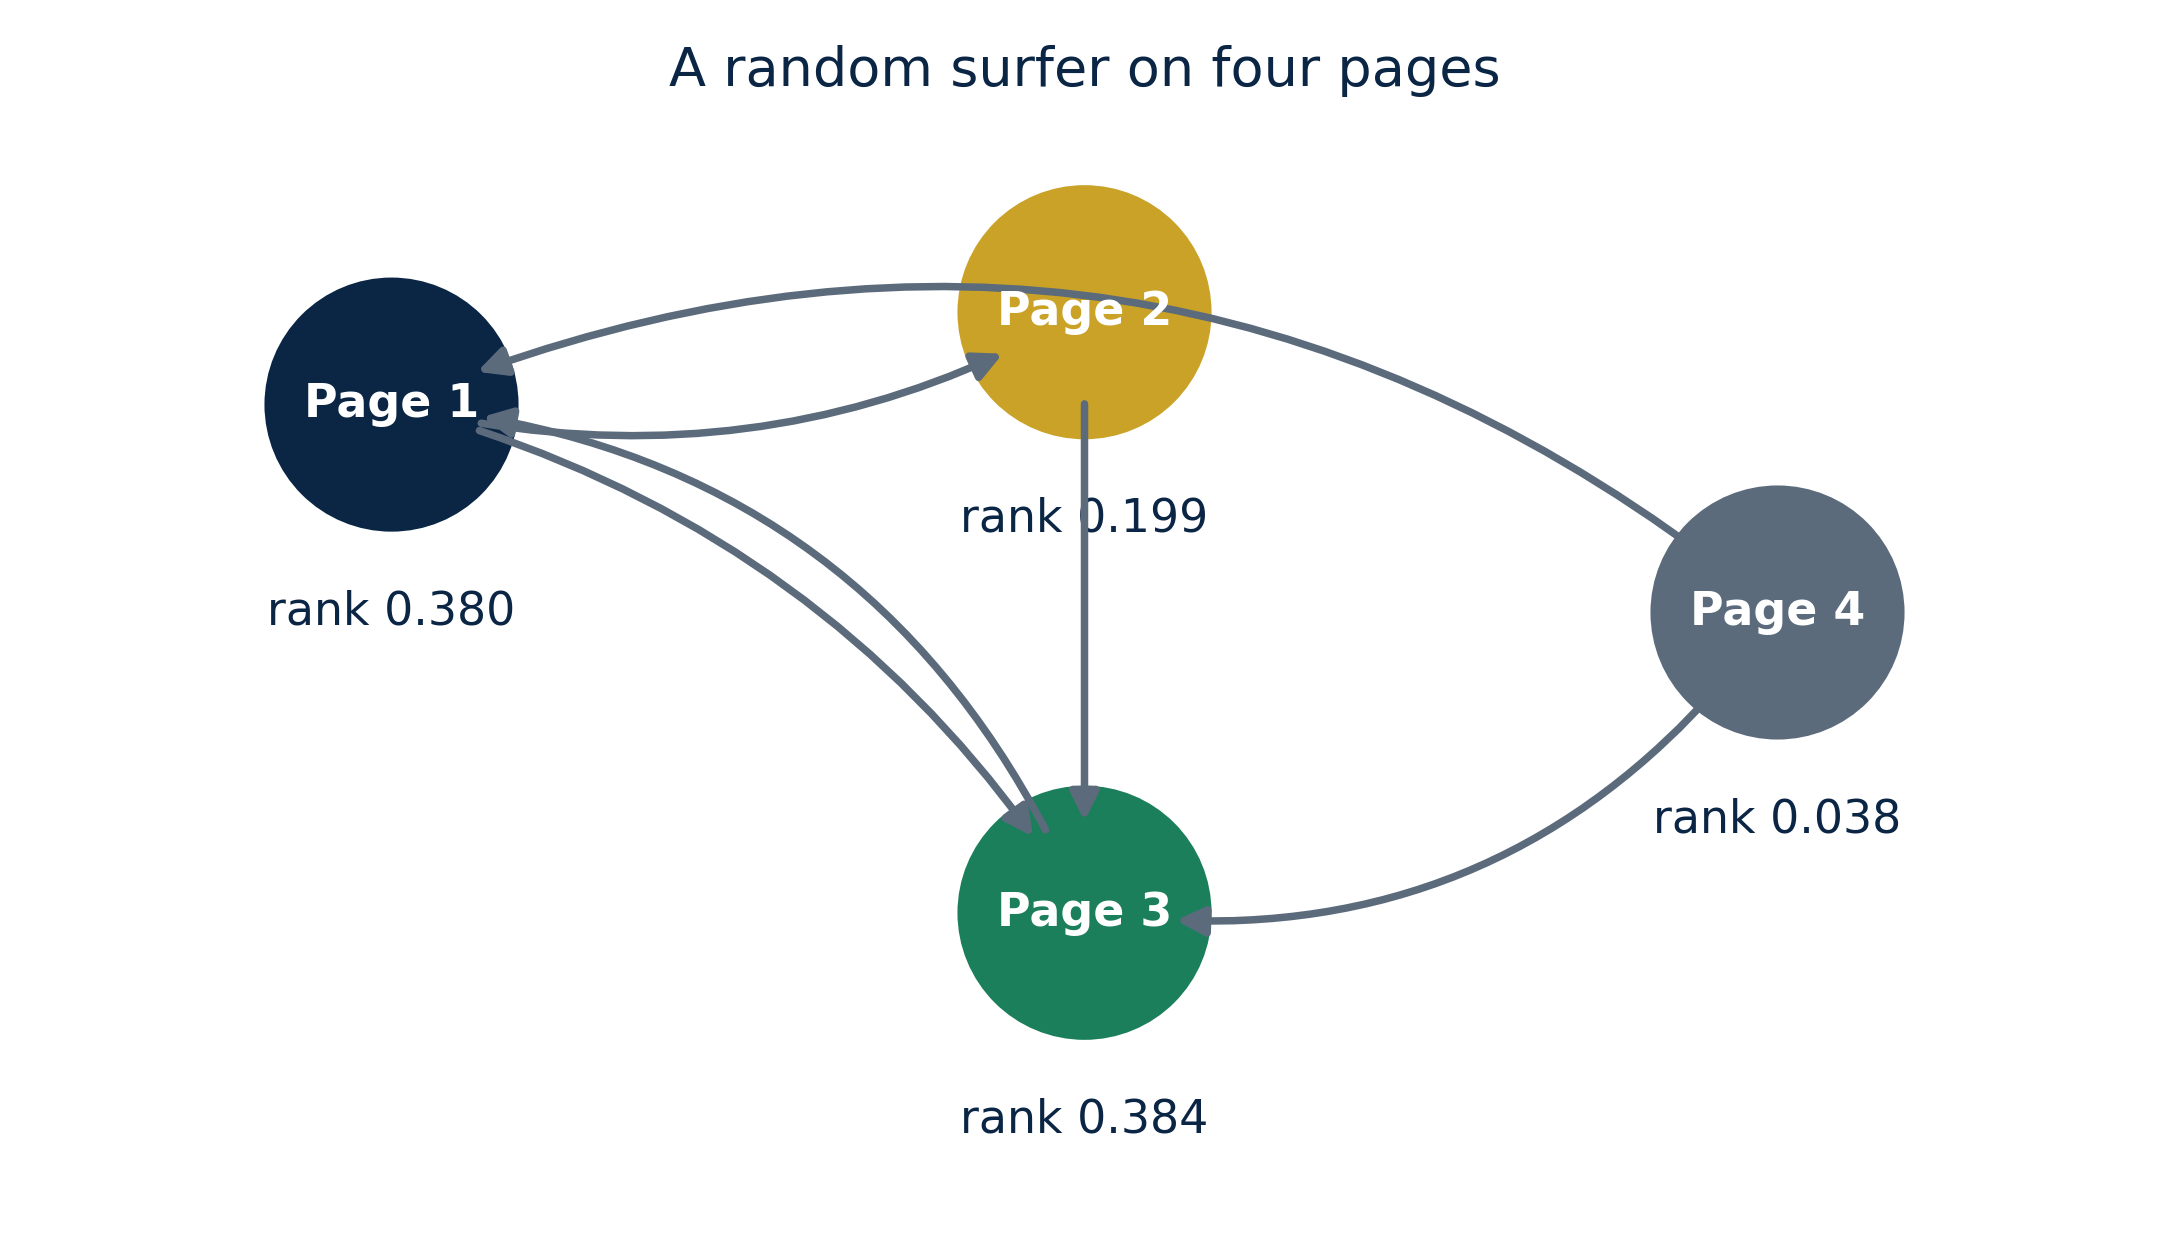 A random surfer on four pages
Page 1
rank 0.380
Page 2
rank 0.199
Page 3
rank 0.384
Page 4
rank 0.038